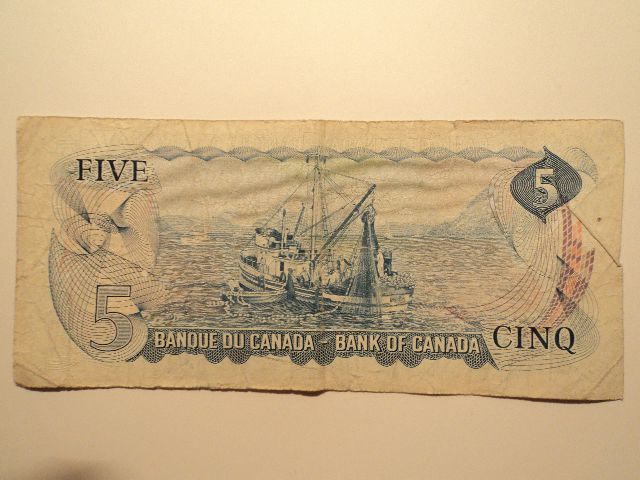 FIVE
5
5
BANQUE DU CANADA - BANK OF CANADA
CINQ